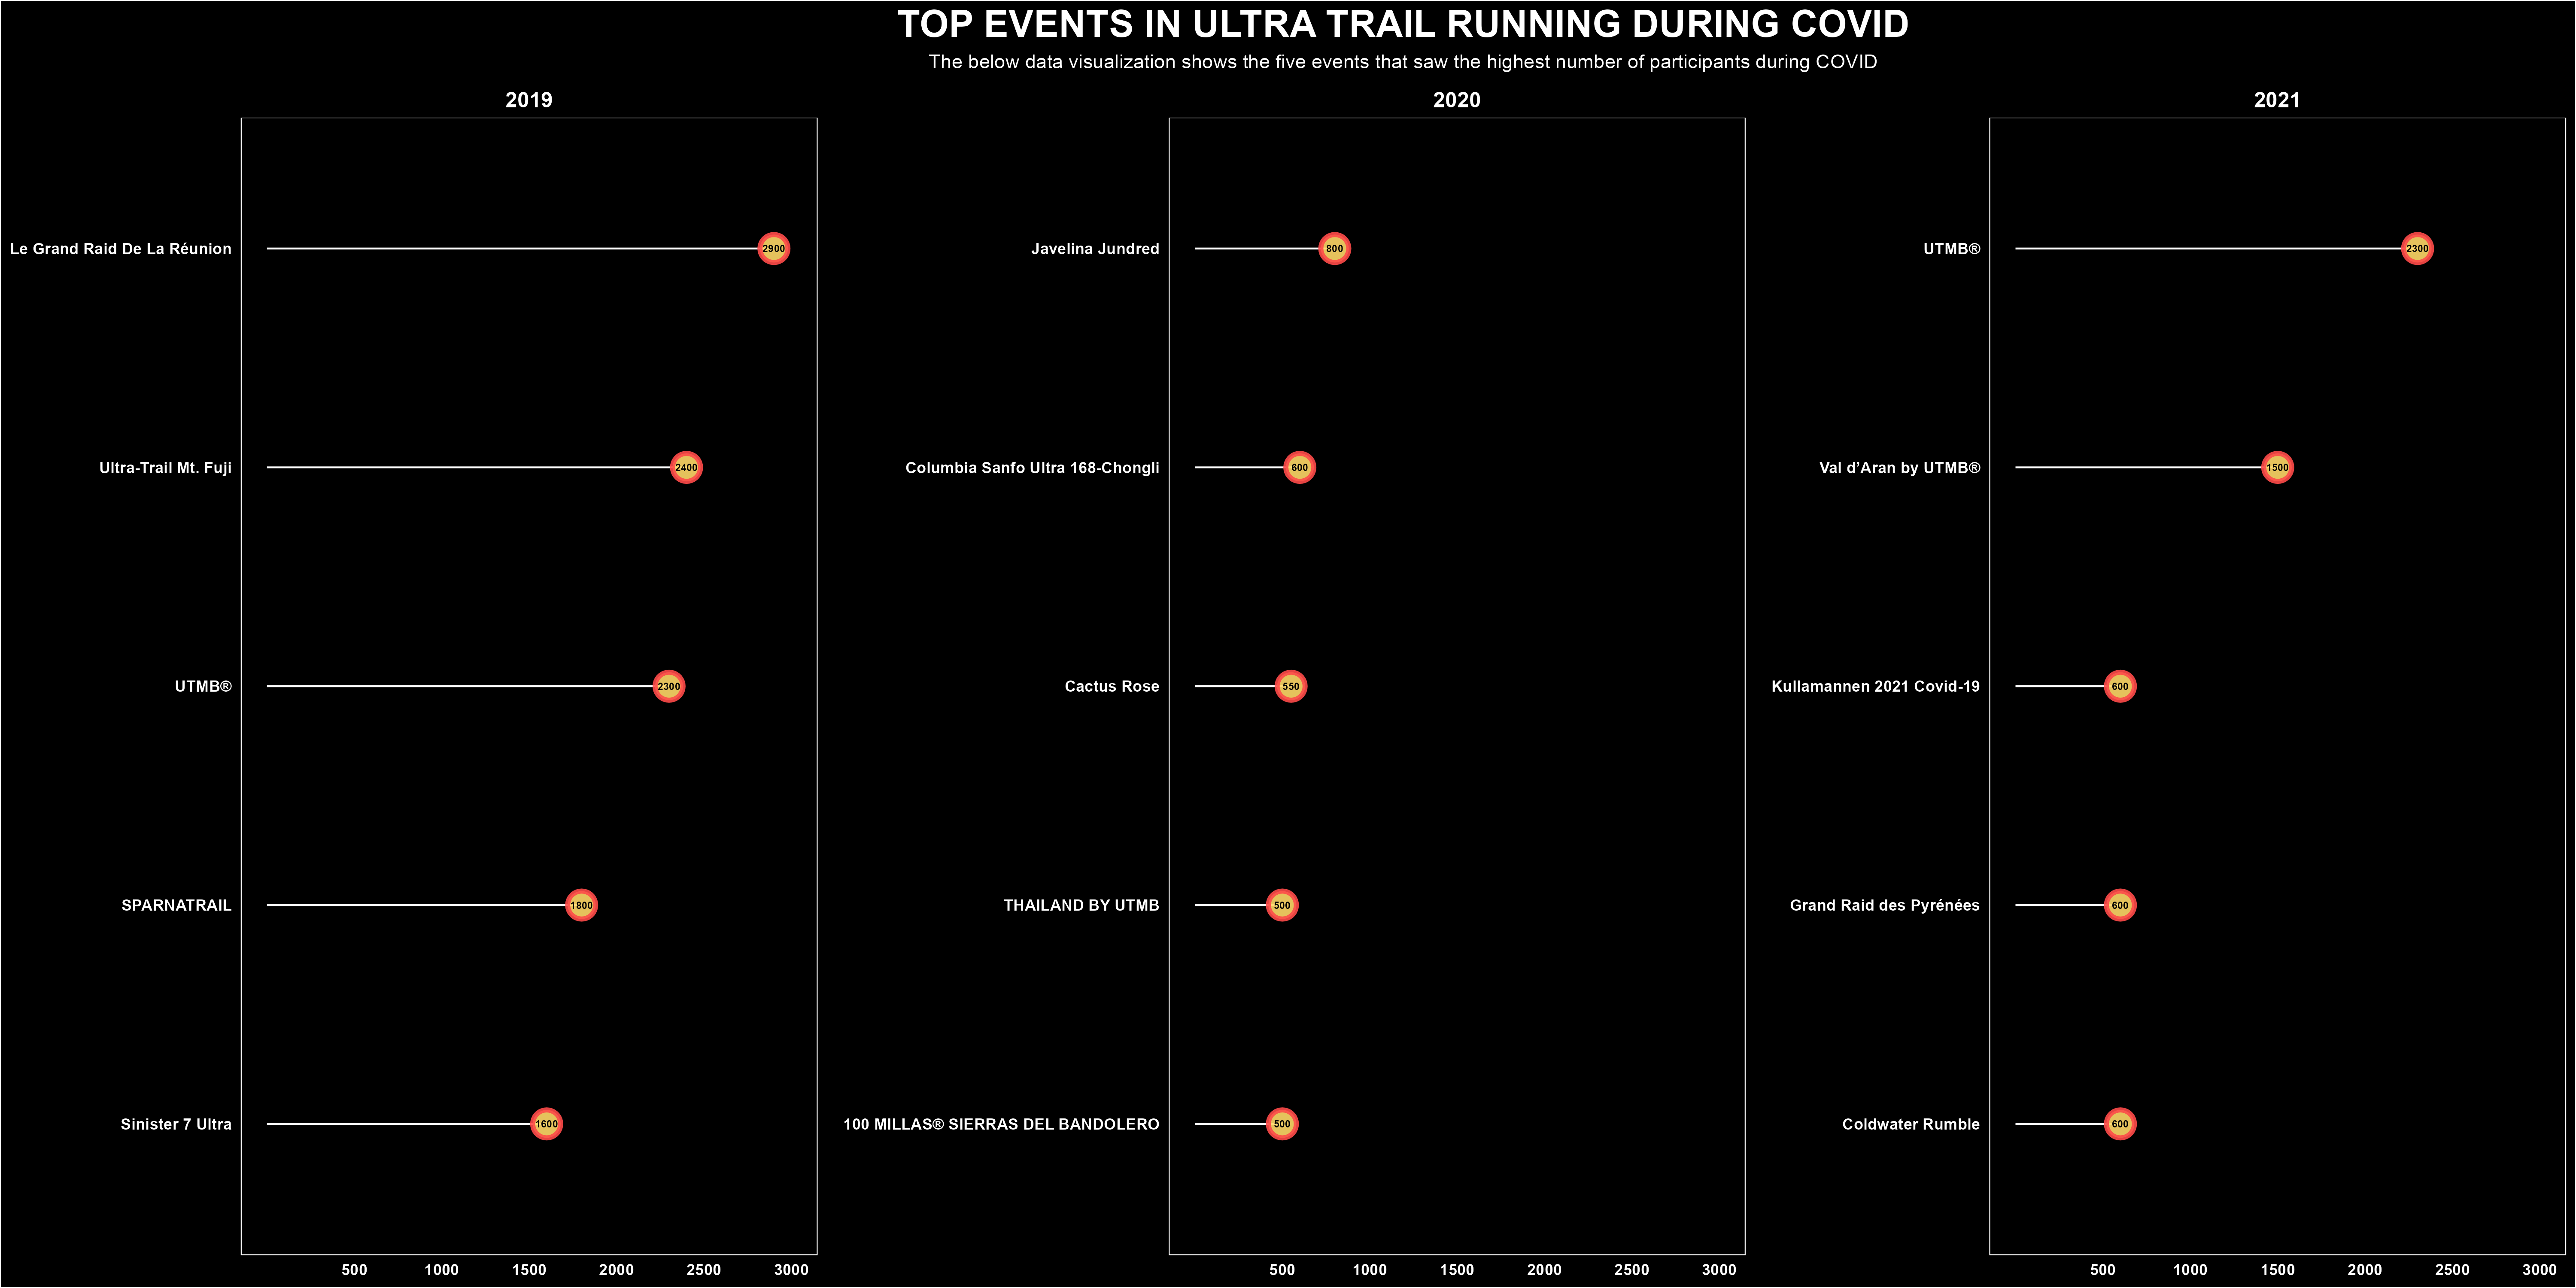 TOP EVENTS IN ULTRA TRAIL RUNNING DURING COVID
The below data visualization shows the five events that saw the highest number of participants during COVID
2019
Le Grand Raid De La Réunion 2900
Ultra-Trail Mt. Fuji 2400
UTMB® 2300
SPARNATRAIL 1800
Sinister 7 Ultra 1600
500 1000 1500 2000 2500 3000
2020
Javelina Jundred 800
Columbia Sanfo Ultra 168-Chongli 600
Cactus Rose 550
THAILAND BY UTMB 500
100 MILLAS® SIERRAS DEL BANDOLERO 500
500 1000 1500 2000 2500 3000
2021
UTMB® 2300
Val d’Aran by UTMB® 1500
Kullamannen 2021 Covid-19 600
Grand Raid des Pyrénées 600
Coldwater Rumble 600
500 1000 1500 2000 2500 3000